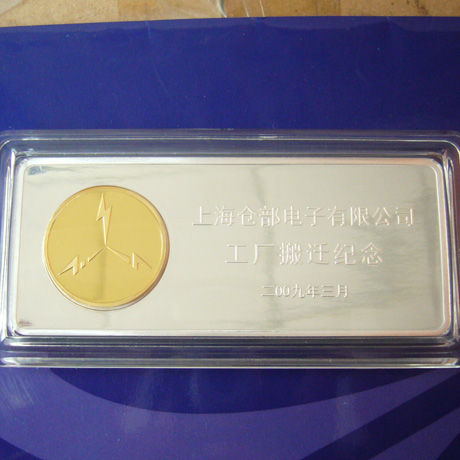 上海仓部电子有限公司
工厂搬迁纪念
二00九年三月